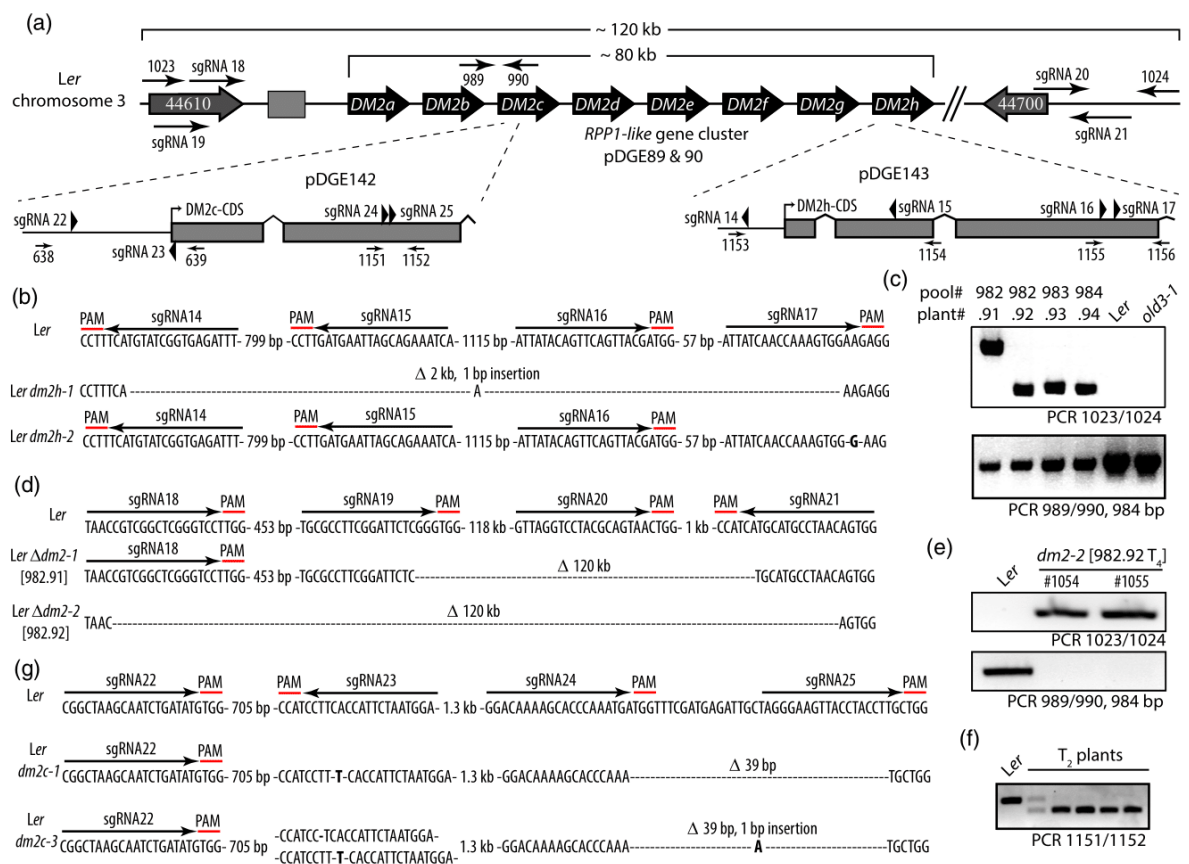 (a)
~ 120 kb
~ 80 kb
Ler
chromosome 3
1023
sgRNA 18
44610
sgRNA 19
989
990
DM2a
DM2b
DM2c
DM2d
DM2e
DM2f
DM2g
DM2h
sgRNA 20
1024
44700
sgRNA 21
RPP1-like gene cluster
pDGE89 & 90
pDGE142
pDGE143
sgRNA 22
DM2c-CDS
sgRNA 24
sgRNA 25
638
sgRNA 23
639
1151
1152
sgRNA 14
DM2h-CDS
sgRNA 15
sgRNA 16
sgRNA 17
1153
1154
1155
1156
(b)
PAM sgRNA14 PAM sgRNA15 sgRNA16 PAM sgRNA17 PAM
Ler CCTTTCATGTATCGGTGAGATTT- 799 bp -CCTTGATGAATTAGCAGAAATCA- 1115 bp -ATTATACAGTTCAGTTACGATGG- 57 bp -ATTATCAACCAAAGTGGAAGAGG
Δ 2 kb, 1 bp insertion
Ler dm2h-1 CCTTTCA A AAGAGG
PAM sgRNA14 PAM sgRNA15 sgRNA16 PAM
Ler dm2h-2 CCTTTCATGTATCGGTGAGATTT- 799 bp -CCTTGATGAATTAGCAGAAATCA- 1115 bp -ATTATACAGTTCAGTTACGATGG- 57 bp -ATTATCAACCAAAGTGG-G-AAG
(c)
pool# 982 982 983 984
plant# .91 .92 .93 .94 Ler old3-1
PCR 1023/1024
PCR 989/990, 984 bp
(d)
sgRNA18 PAM sgRNA19 PAM sgRNA20 PAM PAM sgRNA21
Ler TAACCGTCGGCTCGGGTCCTTGG- 453 bp -TGCGCCTTCGGATTCTCGGGTGG- 118 kb -GTTAGGTCCTACGCAGTAACTGG- 1 kb -CCATCATGCATGCCTAACAGTGG
sgRNA18 PAM
Ler Δdm2-1
[982.91]
TAACCGTCGGCTCGGGTCCTTGG- 453 bp -TGCGCCTTCGGATTCTC Δ 120 kb TGCATGCCTAACAGTGG
Ler Δdm2-2
[982.92]
TAAC Δ 120 kb AGTGG
(e)
dm2-2 [982.92 T4]
Ler #1054 #1055
PCR 1023/1024
PCR 989/990, 984 bp
(g)
sgRNA22 PAM PAM sgRNA23 sgRNA24 PAM sgRNA25 PAM
Ler CGGCTAAGCAATCTGATATGTGG- 705 bp -CCATCCTTCACCATTCTAATGGA- 1.3 kb -GGACAAAAGCACCCAAATGATGGTTTCGATGAGATTGCTAGGGAAGTTACCTACCTTGCTGG
sgRNA22 PAM
Ler
dm2c-1
CGGCTAAGCAATCTGATATGTGG- 705 bp -CCATCCTT-T-CACCATTCTAATGGA- 1.3 kb -GGACAAAAGCACCCAAA Δ 39 bp TGCTGG
sgRNA22 PAM
Ler
dm2c-3
CGGCTAAGCAATCTGATATGTGG- 705 bp
-CCATCC-TCACCATTCTAATGGA-
-CCATCCTT-T-CACCATTCTAATGGA-
1.3 kb -GGACAAAAGCACCCAAA Δ 39 bp, 1 bp insertion A TGCTGG
(f)
Ler T2 plants
PCR 1151/1152